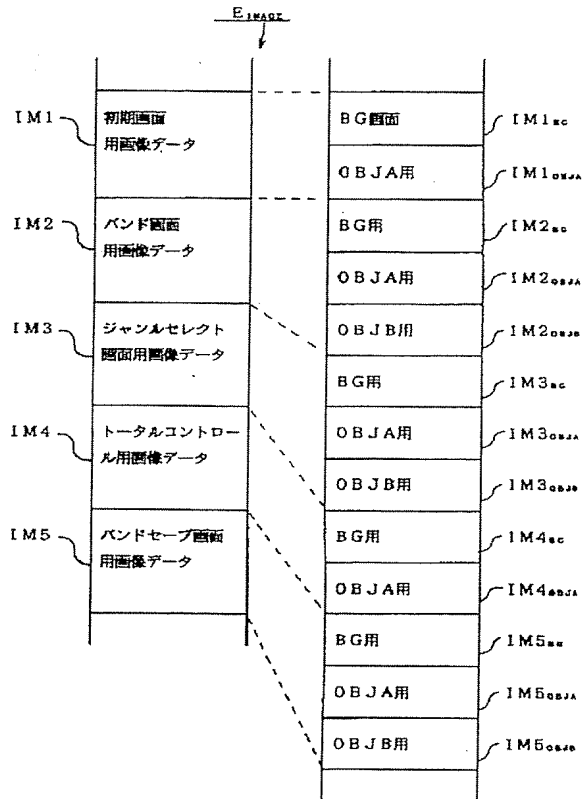 E IMAGE
IM1
初期画面
用画像データ
IM2
バンド画面
用画像データ
IM3
ジャンルセレクト
画面用画像データ
IM4
トータルコントロー
ル用画像データ
IM5
バンドセーブ画面
用画像データ
BG画面
IM1BG
OBJA用
IM1OBJA
BG用
IM2BG
OBJA用
IM2OBJA
OBJB用
IM2OBJB
BG用
IM3BG
OBJA用
IM3OBJA
OBJB用
IM3OBJB
BG用
IM4BG
OBJA用
IM4OBJA
BG用
IM5BG
OBJA用
IM5OBJA
OBJB用
IM5OBJB